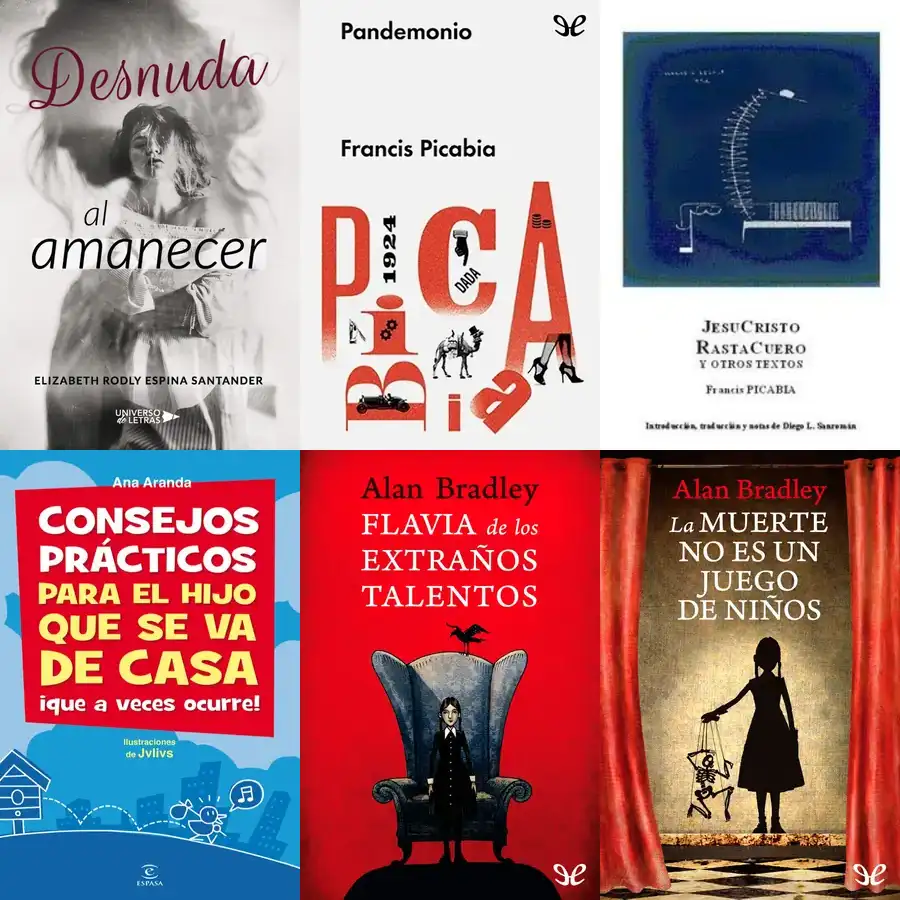 Desnuda
al
amanecer
ELIZABETH RODLY ESPINA SANTANDER
UNIVERSO
de LETRAS
Pandemonio
Francis Picabia
PICA
1924
DADA
Bia
JESUCRISTO
RASTACUERO
Y OTROS TEXTOS
Francis PICABIA
Introducción, traducción y notas de Diego L. Sanromán
Ana Aranda
CONSEJOS
PRÁCTICOS
PARA EL HIJO
QUE SE VA
DE CASA
¡que a veces ocurre!
Ilustraciones
de Jvlivs
ESPASA
Alan Bradley
FLAVIA de los
EXTRAÑOS
TALENTOS
Alan Bradley
La MUERTE
NO ES UN
JUEGO
DE NIÑOS